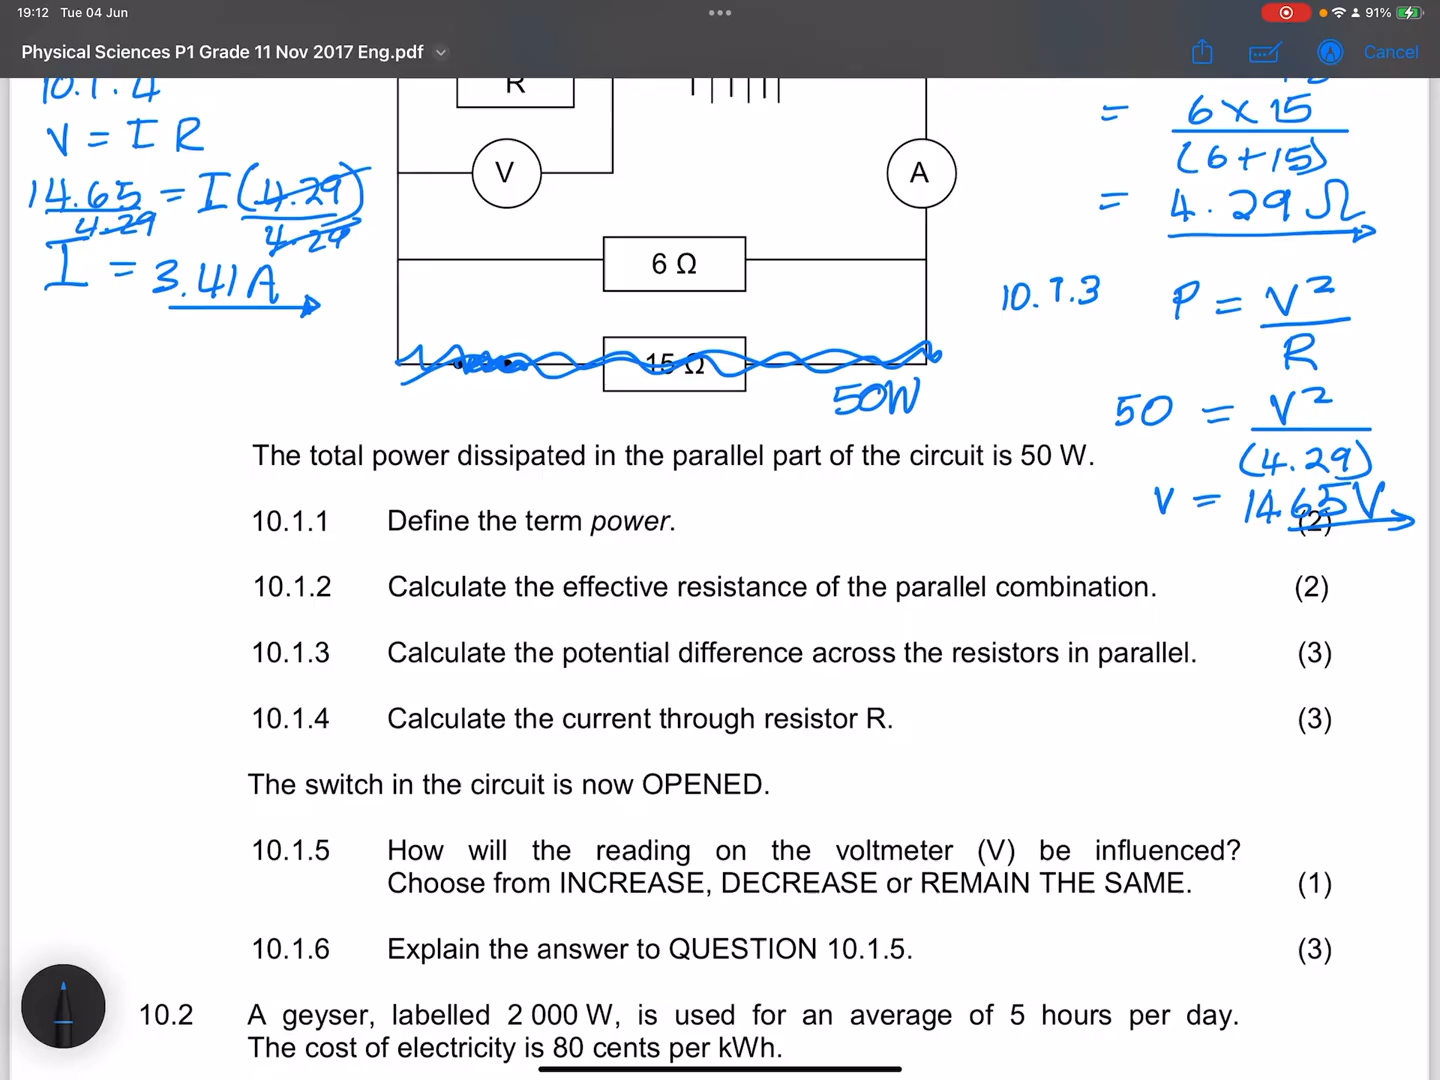 19:12 Tue 04 Jun
91%
Physical Sciences P1 Grade 11 Nov 2017 Eng.pdf
Cancel
10.1.4
V = IR
14.65 = I(4.29)
4.29 4.29
I = 3.41A
R
V
A
6 Ω
15 Ω
50W
= 6 x 15
(6+15)
= 4.29 Ω
10.1.3 P = V²
R
50 = V²
(4.29)
V = 14.65V
The total power dissipated in the parallel part of the circuit is 50 W.
10.1.1 Define the term power. (2)
10.1.2 Calculate the effective resistance of the parallel combination. (2)
10.1.3 Calculate the potential difference across the resistors in parallel. (3)
10.1.4 Calculate the current through resistor R. (3)
The switch in the circuit is now OPENED.
10.1.5 How will the reading on the voltmeter (V) be influenced?
Choose from INCREASE, DECREASE or REMAIN THE SAME. (1)
10.1.6 Explain the answer to QUESTION 10.1.5. (3)
10.2 A geyser, labelled 2 000 W, is used for an average of 5 hours per day.
The cost of electricity is 80 cents per kWh.